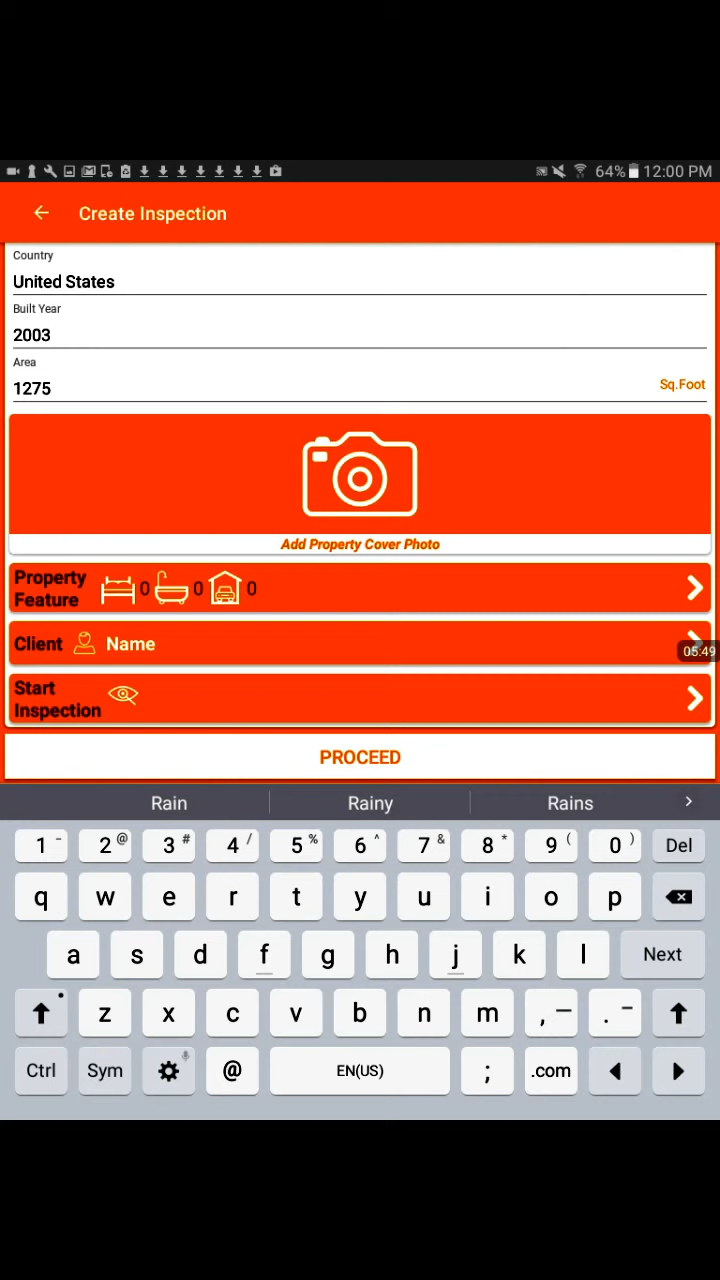 64% 12:00 PM
Create Inspection
Country
United States
Built Year
2003
Area
1275 Sq.Foot
Add Property Cover Photo
Property
Feature 0 0 0
Client Name
05:49
Start
Inspection
PROCEED
Rain Rainy Rains
1 - 2 @ 3 # 4 / 5 % 6 ^ 7 & 8 * 9 ( 0 ) Del
q w e r t y u i o p
a s d f g h j k l Next
z x c v b n m , — . -
Ctrl Sym @ EN(US) ; .com